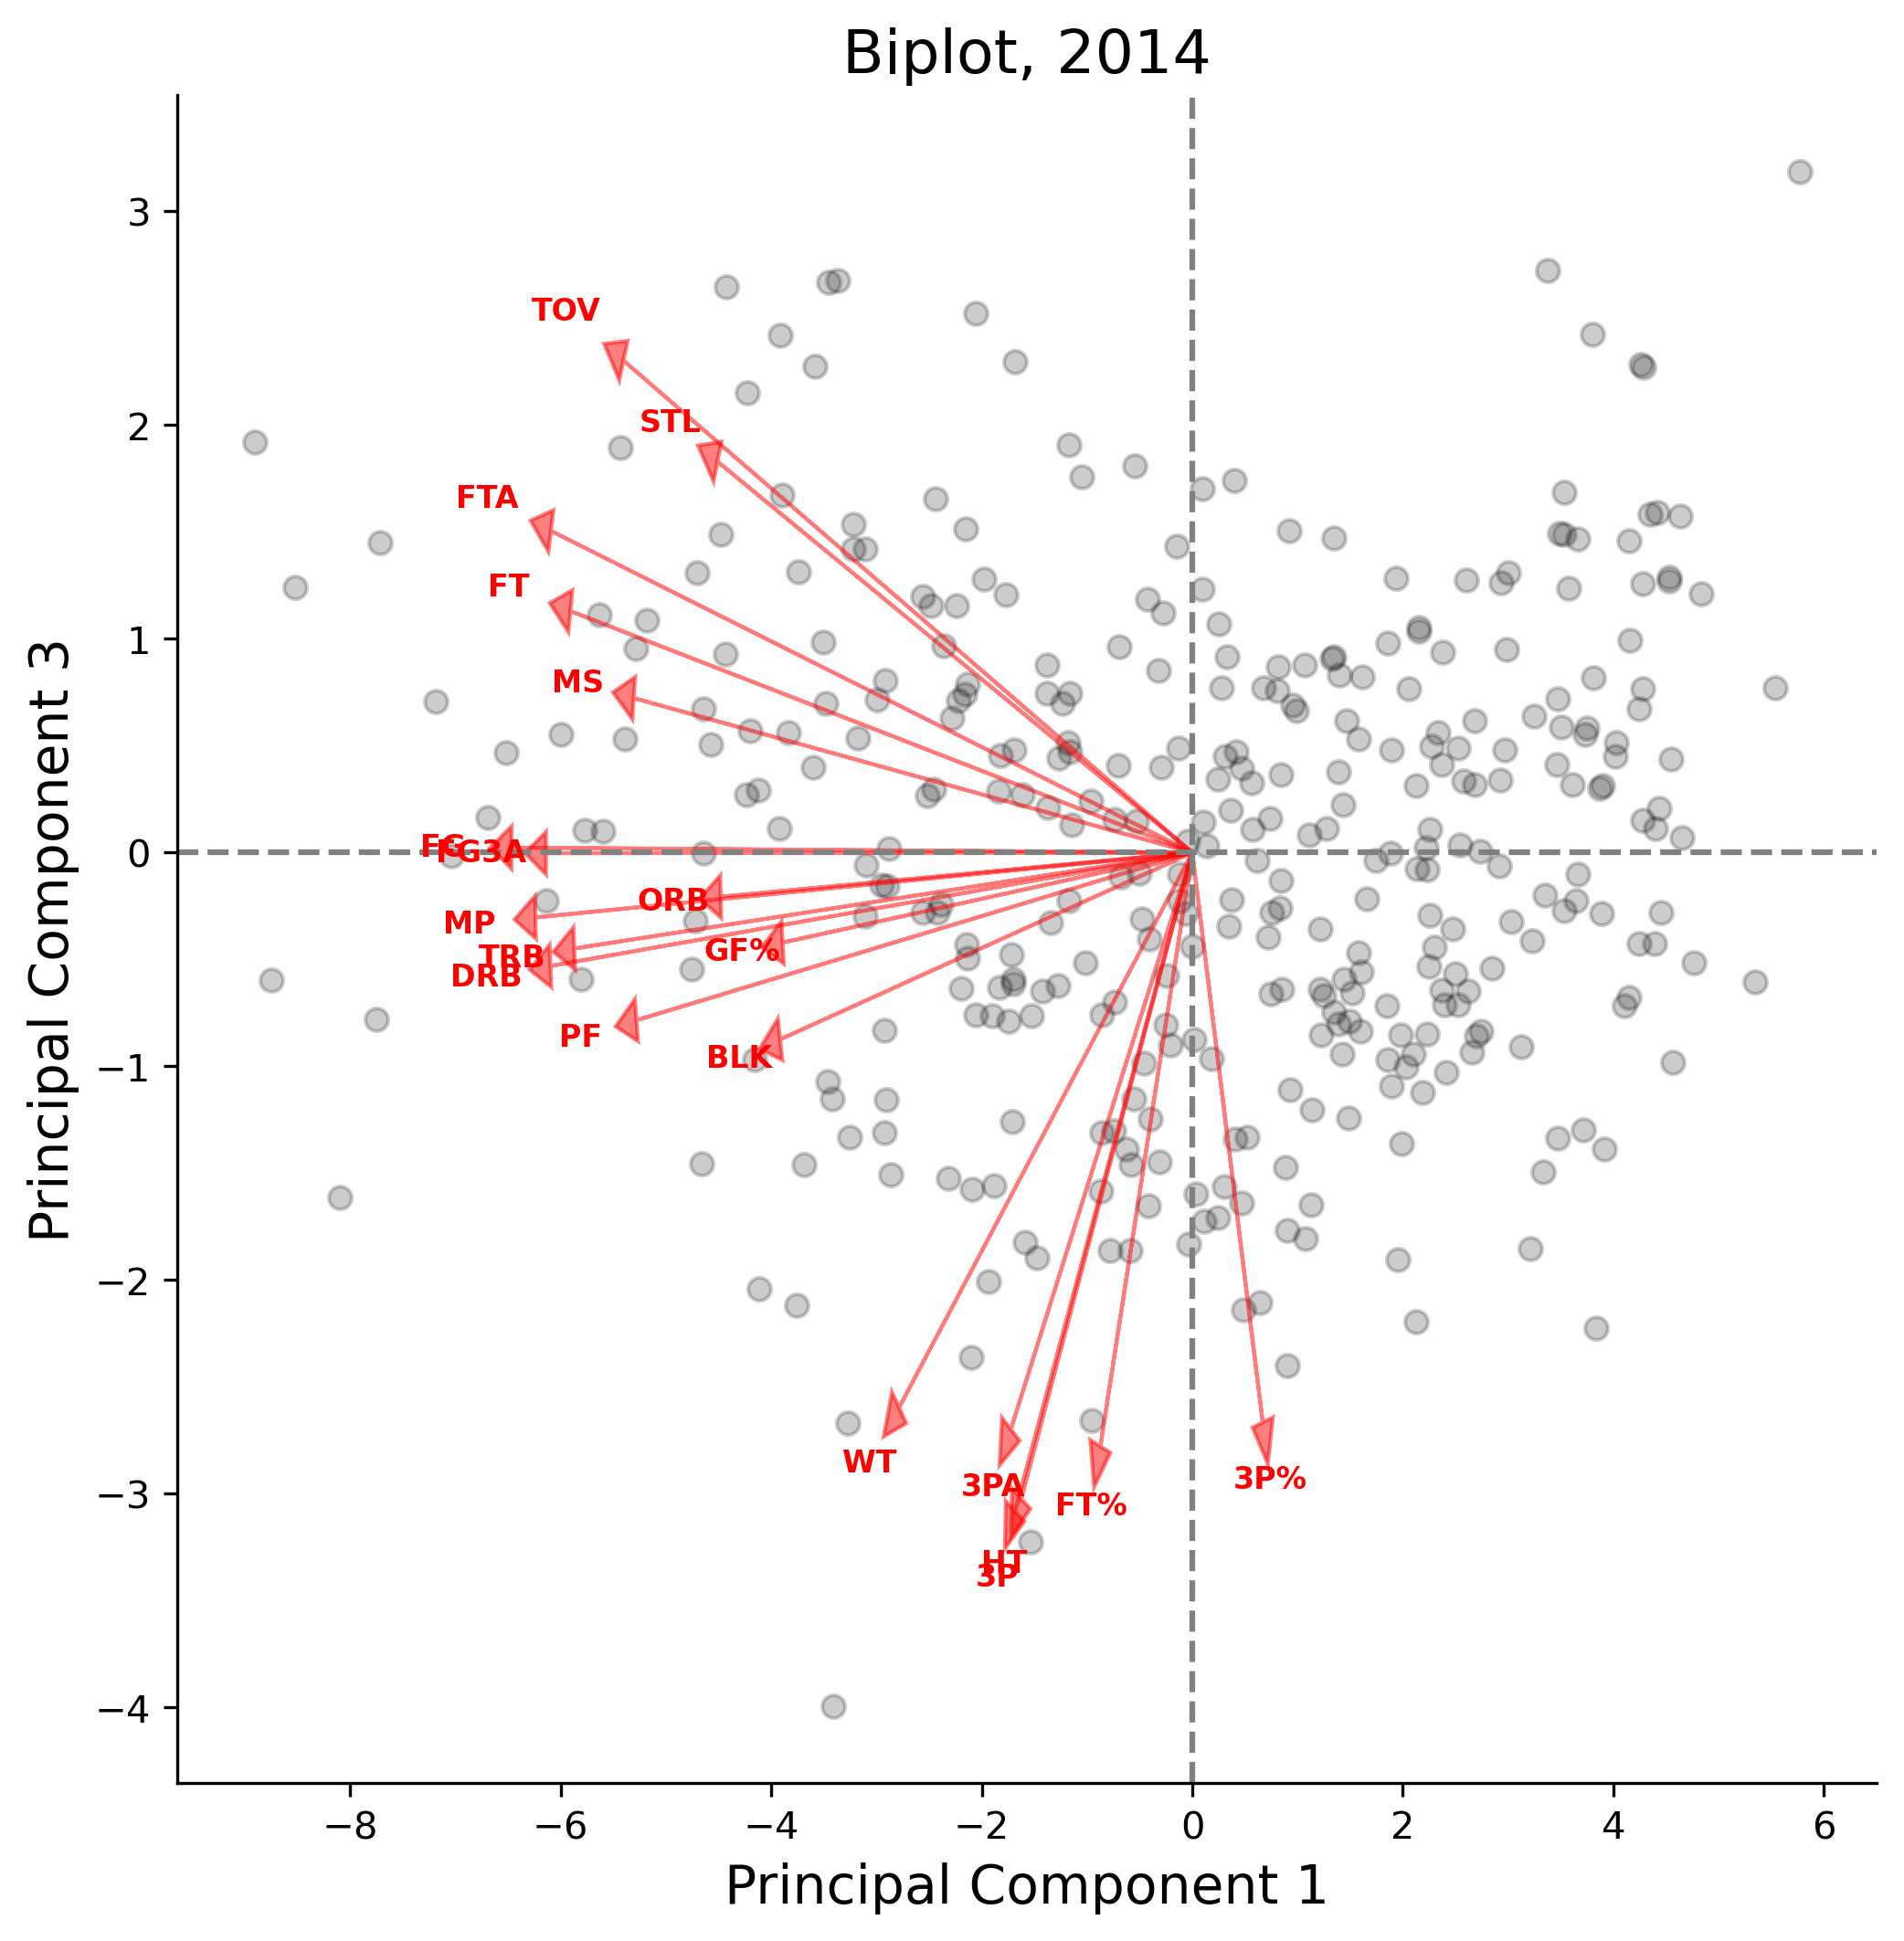 Biplot, 2014
Principal Component 3
3
2
1
0
−1
−2
−3
−4
TOV
STL
FTA
FT
MS
FG
FG3A
ORB
MP
GF%
TRB
DRB
PF
BLK
WT
3PA
3P%
FT%
HT
3P
−8
−6
−4
−2
0
2
4
6
Principal Component 1